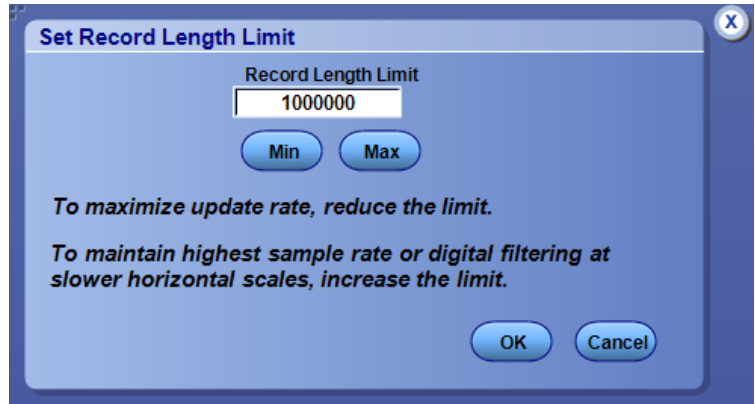 X
Set Record Length Limit
Record Length Limit
1000000
Min Max
To maximize update rate, reduce the limit.
To maintain highest sample rate or digital filtering at
slower horizontal scales, increase the limit.
OK Cancel